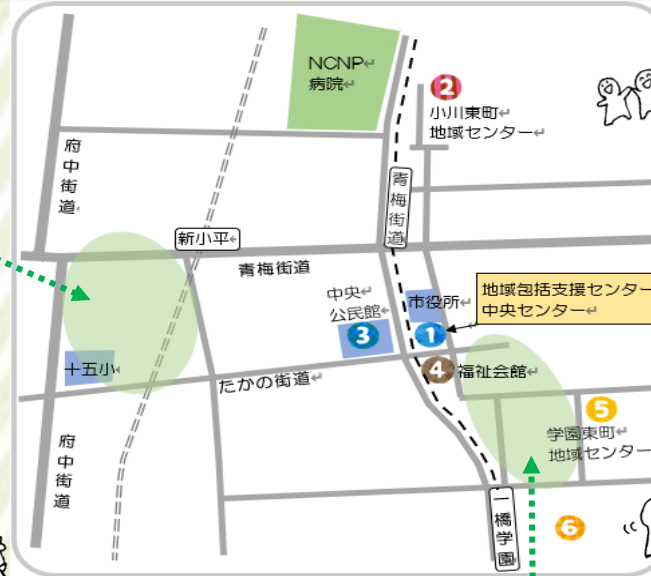 NCNP↵
病院↵
②
小川東町↵
地域センター↵
府中街道
青梅街道
新小平↵
青梅街道
中央↵
公民館↵
③
市役所↵
①
地域包括支援センター
中央センター↵
十五小
たかの街道↵
④
福祉会館↵
⑤
学園東町↵
地域センター
府中街道
一橋学園
⑥